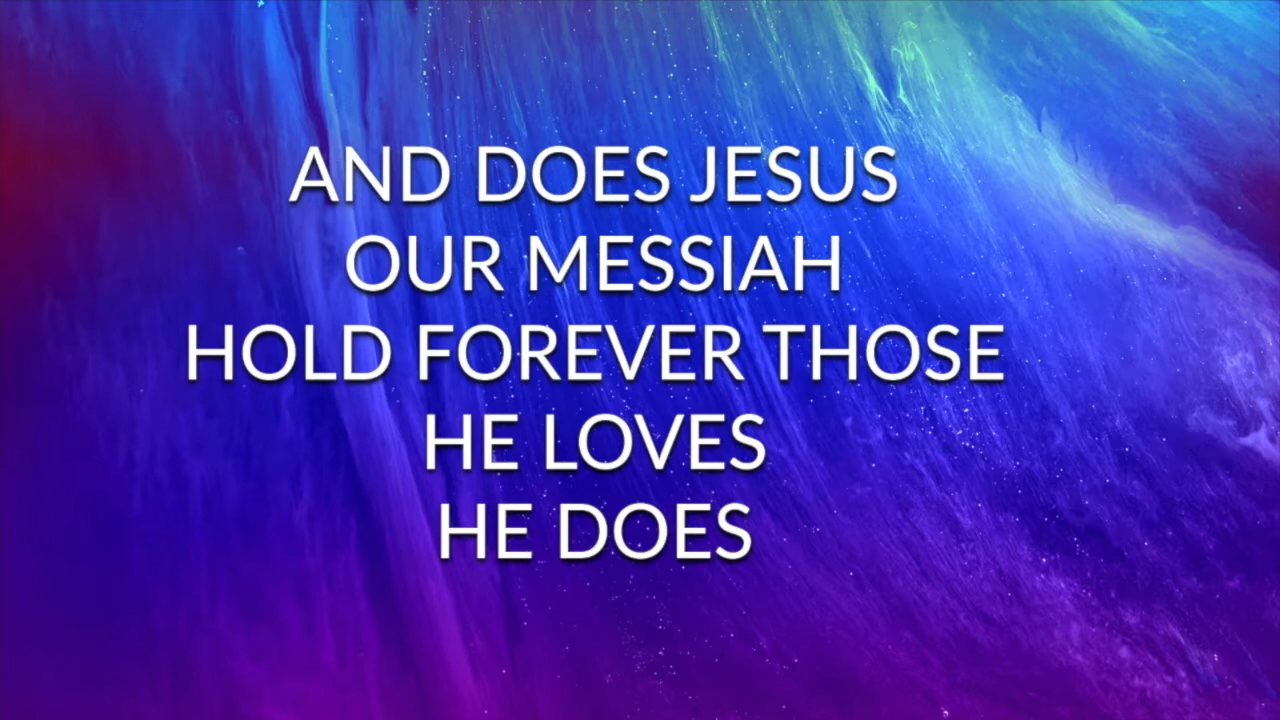 AND DOES JESUS
OUR MESSIAH
HOLD FOREVER THOSE
HE LOVES
HE DOES